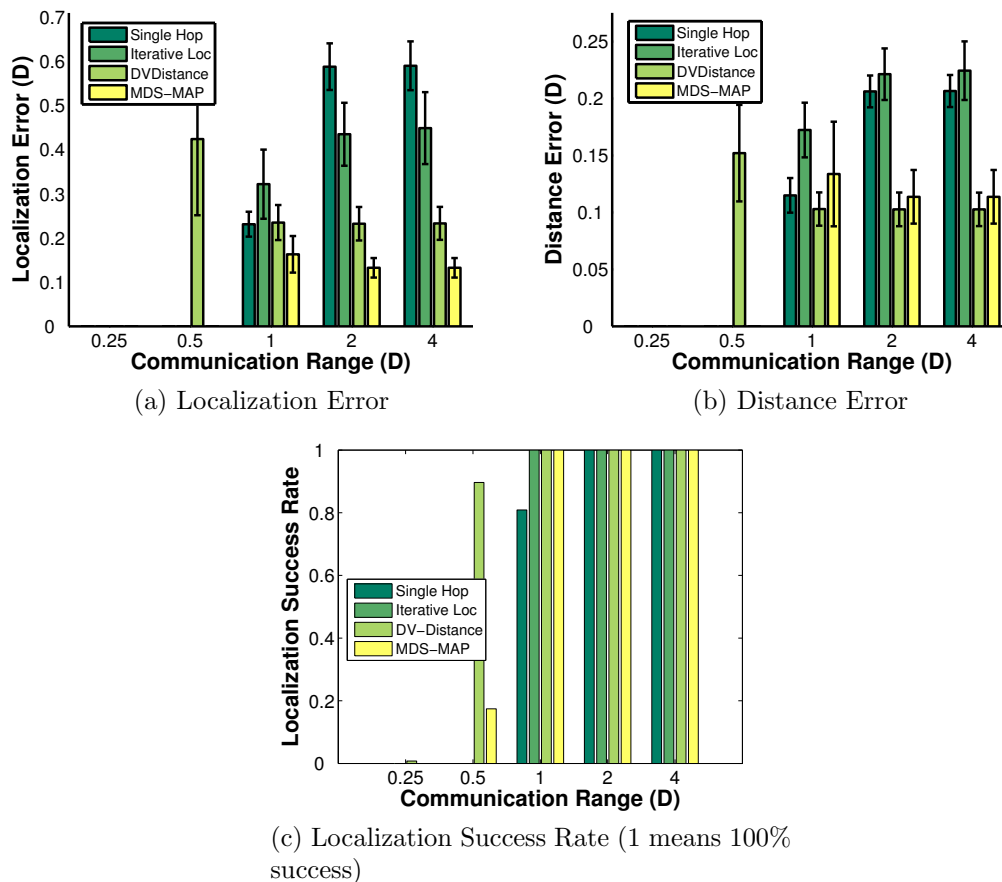 Localization Error (D)
0.7
0.6
0.5
0.4
0.3
0.2
0.1
0
Single Hop
Iterative Loc
DVDistance
MDS−MAP
0.25 0.5 1 2 4
Communication Range (D)
(a) Localization Error
Distance Error (D)
0.25
0.2
0.15
0.1
0.05
0
Single Hop
Iterative Loc
DVDistance
MDS−MAP
0.25 0.5 1 2 4
Communication Range (D)
(b) Distance Error
Localization Success Rate
1
0.8
0.6
0.4
0.2
0
Single Hop
Iterative Loc
DV−Distance
MDS−MAP
0.25 0.5 1 2 4
Communication Range (D)
(c) Localization Success Rate (1 means 100%
success)